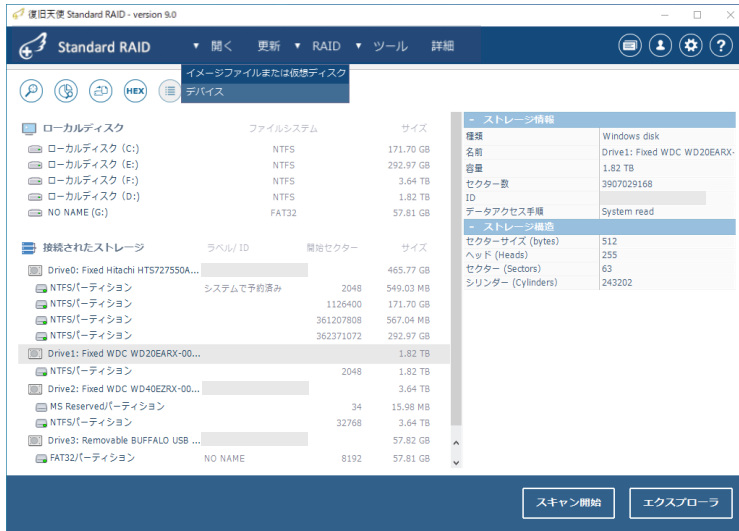 復旧天使 Standard RAID - version 9.0
Standard RAID ▼ 開く 更新 ▼ RAID ▼ ツール 詳細
イメージファイルまたは仮想ディスク
HEX デバイス
ローカルディスク ファイルシステム サイズ
ローカルディスク (C:) NTFS 171.70 GB
ローカルディスク (E:) NTFS 292.97 GB
ローカルディスク (F:) NTFS 3.64 TB
ローカルディスク (D:) NTFS 1.82 TB
NO NAME (G:) FAT32 57.81 GB
接続されたストレージ ラベル/ ID 開始セクター サイズ
Drive0: Fixed Hitachi HTS727550A... 465.77 GB
NTFSパーティション システムで予約済み 2048 549.03 MB
NTFSパーティション 1126400 171.70 GB
NTFSパーティション 361207808 567.04 MB
NTFSパーティション 362371072 292.97 GB
Drive1: Fixed WDC WD20EARX-00... 1.82 TB
NTFSパーティション 2048 1.82 TB
Drive2: Fixed WDC WD40EZRX-00... 3.64 TB
MS Reservedパーティション 34 15.98 MB
NTFSパーティション 32768 3.64 TB
Drive3: Removable BUFFALO USB ... 57.82 GB
FAT32パーティション NO NAME 8192 57.81 GB
- ストレージ情報
種類 Windows disk
名前 Drive1: Fixed WDC WD20EARX-
容量 1.82 TB
セクター数 3907029168
ID
データアクセス手順 System read
- ストレージ構造
セクターサイズ (bytes) 512
ヘッド (Heads) 255
セクター (Sectors) 63
シリンダー (Cylinders) 243202
スキャン開始 エクスプローラ